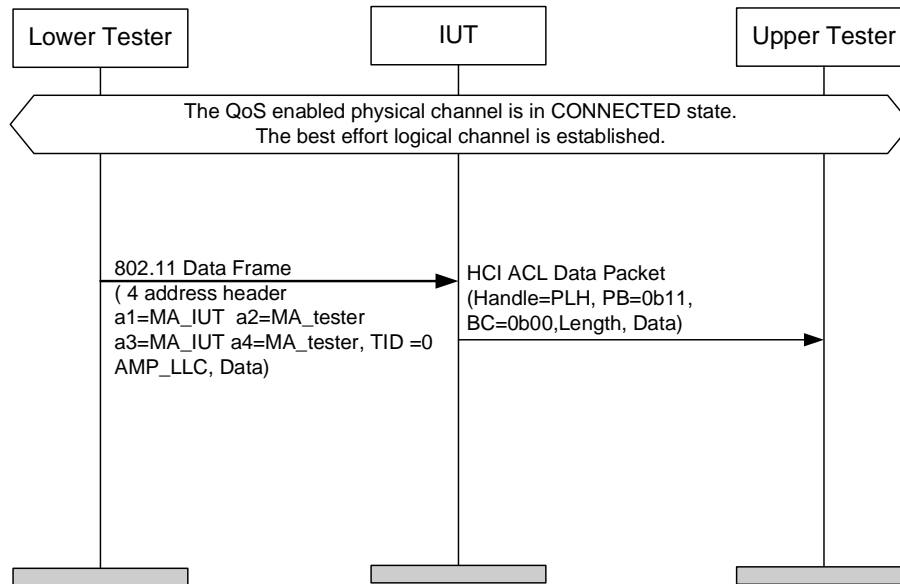 Lower Tester
IUT
Upper Tester
The QoS enabled physical channel is in CONNECTED state.
The best effort logical channel is established.
802.11 Data Frame
( 4 address header
a1=MA_IUT a2=MA_tester
a3=MA_IUT a4=MA_tester, TID =0
AMP_LLC, Data)
HCI ACL Data Packet
(Handle=PLH, PB=0b11,
BC=0b00,Length, Data)